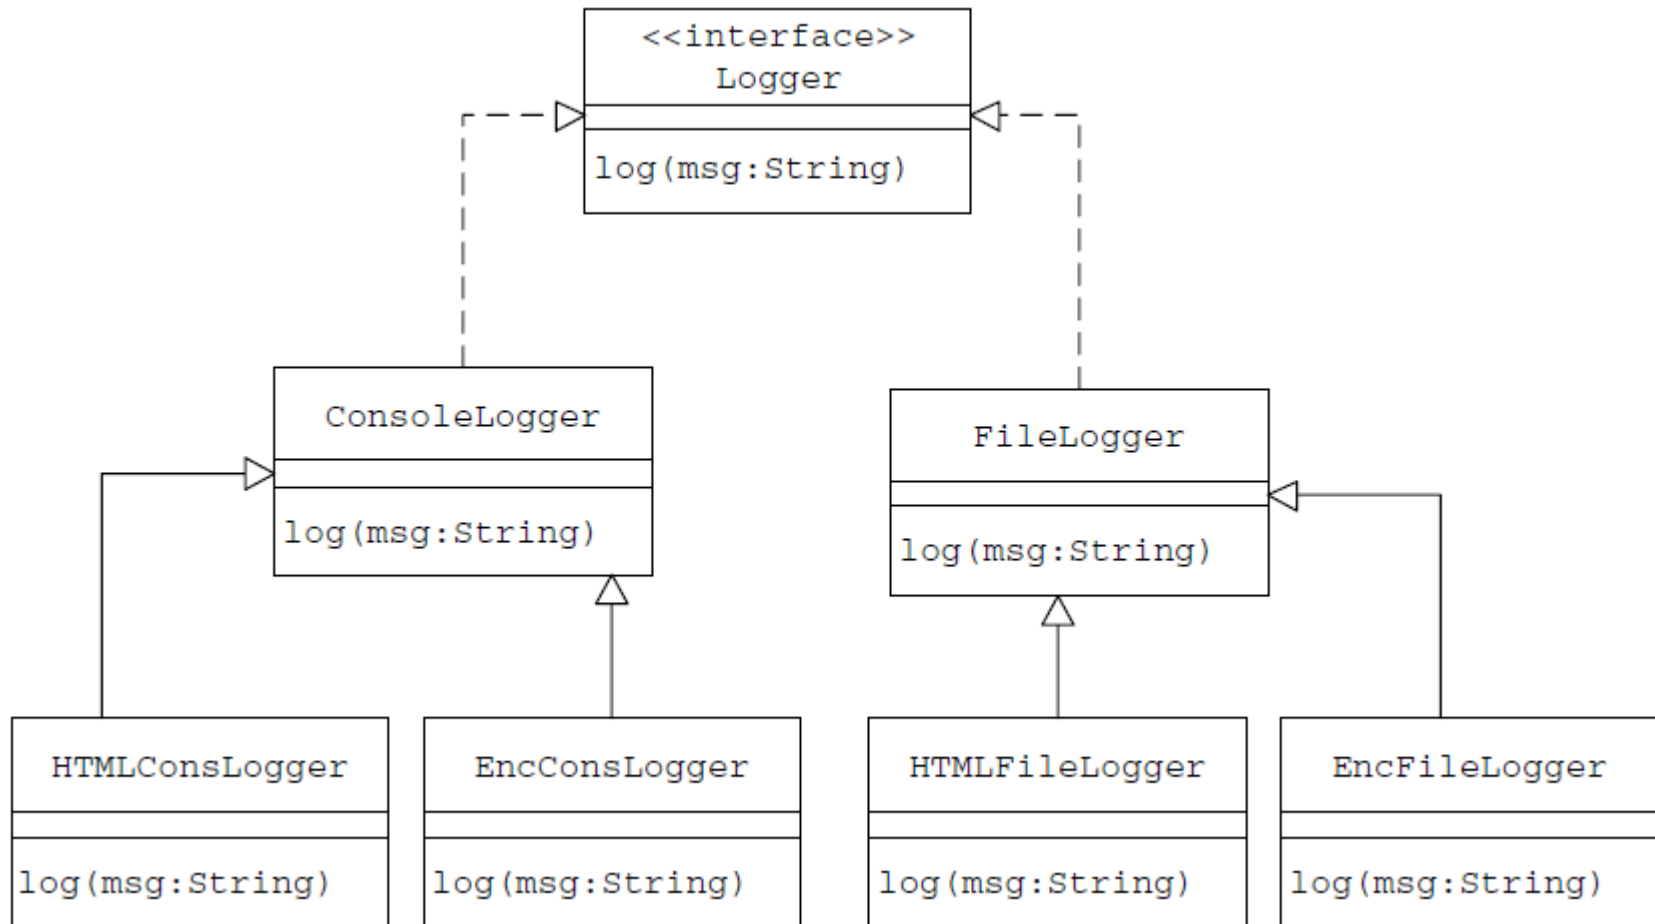 <<interface>>
Logger
log(msg:String)
ConsoleLogger
log(msg:String)
FileLogger
log(msg:String)
HTMLConsLogger
log(msg:String)
EncConsLogger
log(msg:String)
HTMLFileLogger
log(msg:String)
EncFileLogger
log(msg:String)